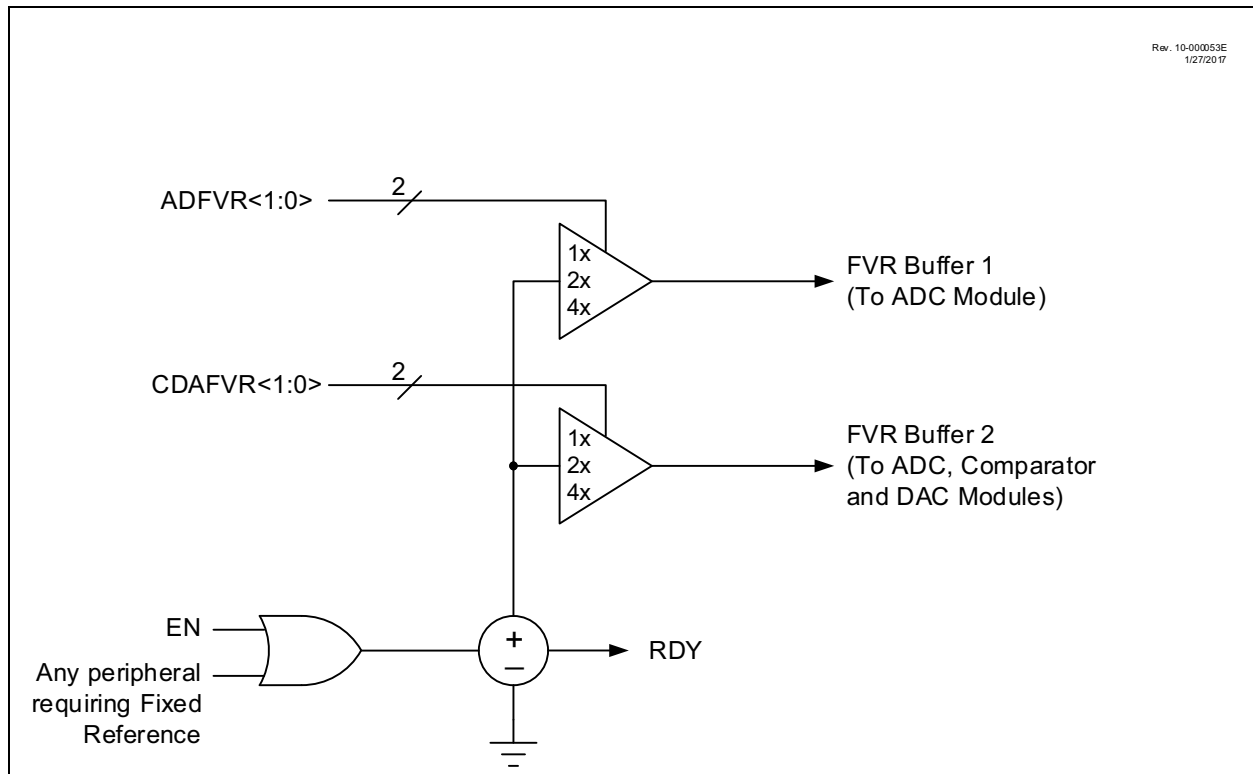 Rev. 10-000053E
1/27/2017
ADFVR<1:0>
2
1x
2x
4x
FVR Buffer 1
(To ADC Module)
CDAFVR<1:0>
2
1x
2x
4x
FVR Buffer 2
(To ADC, Comparator
and DAC Modules)
EN
Any peripheral
requiring Fixed
Reference
+
−
RDY